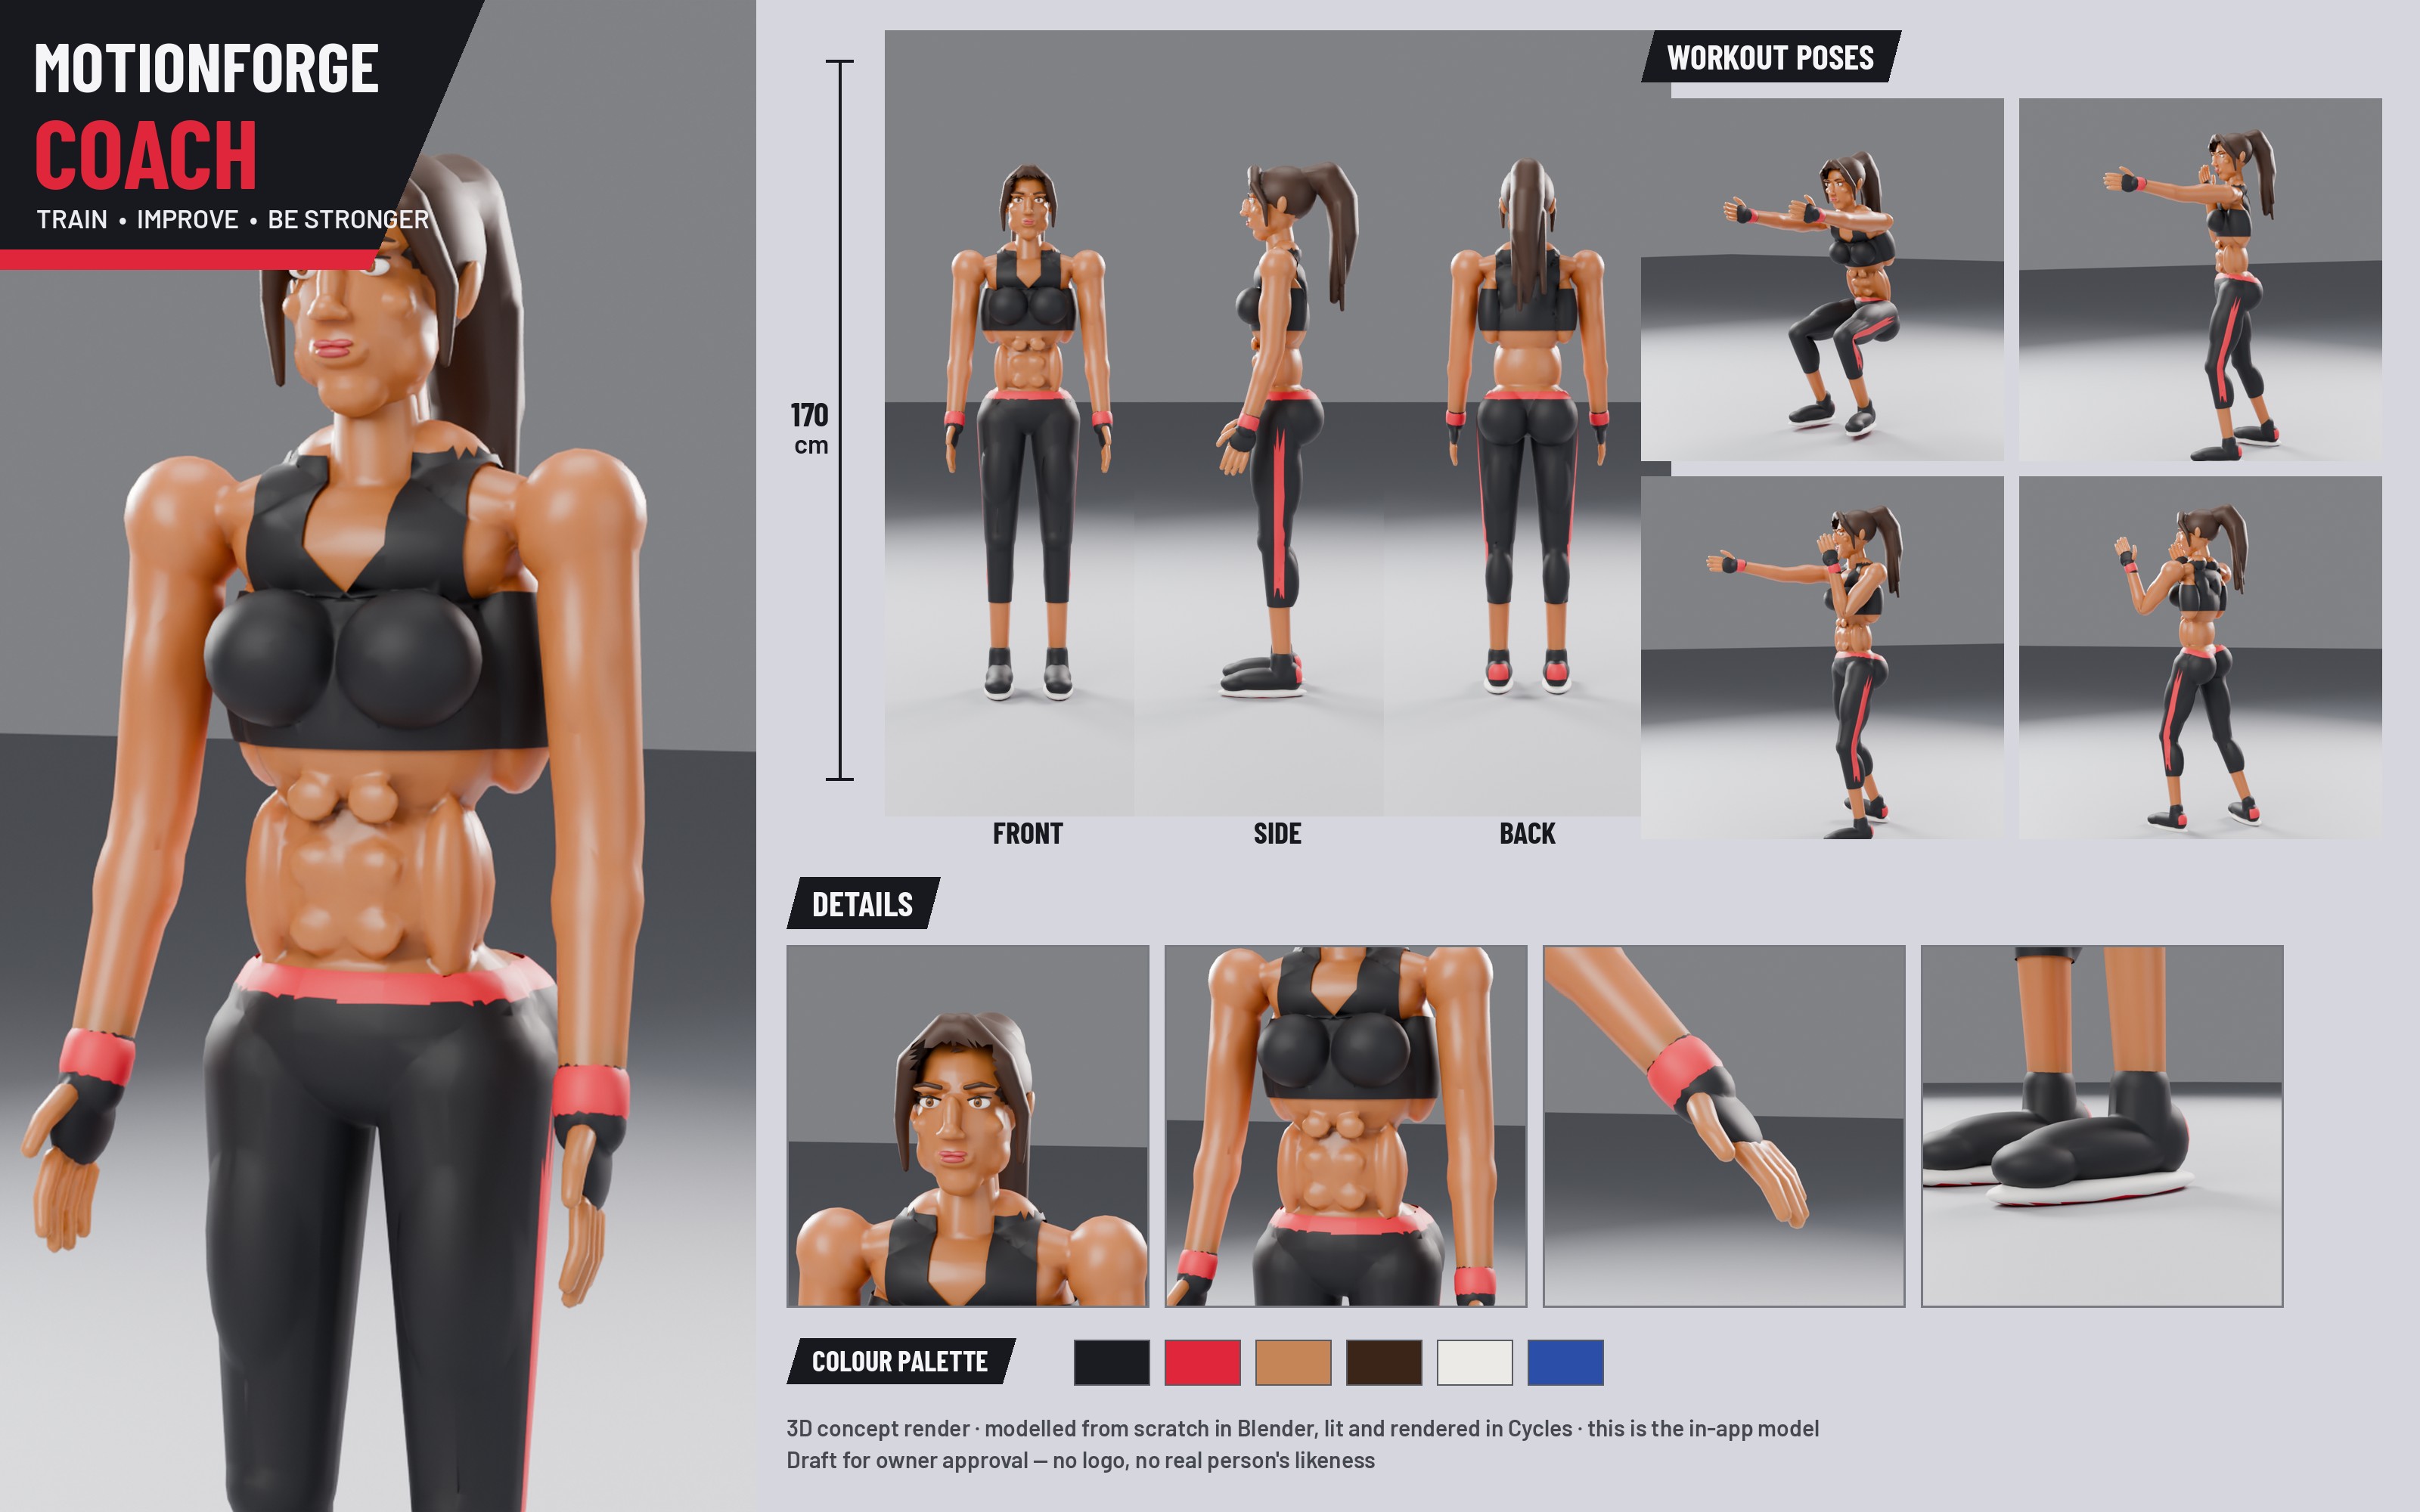 MOTIONFORGE
COACH
TRAIN • IMPROVE • BE STRONGER
170
cm
FRONT
SIDE
BACK
WORKOUT POSES
DETAILS
COLOUR PALETTE
3D concept render · modelled from scratch in Blender, lit and rendered in Cycles · this is the in-app model
Draft for owner approval — no logo, no real person's likeness